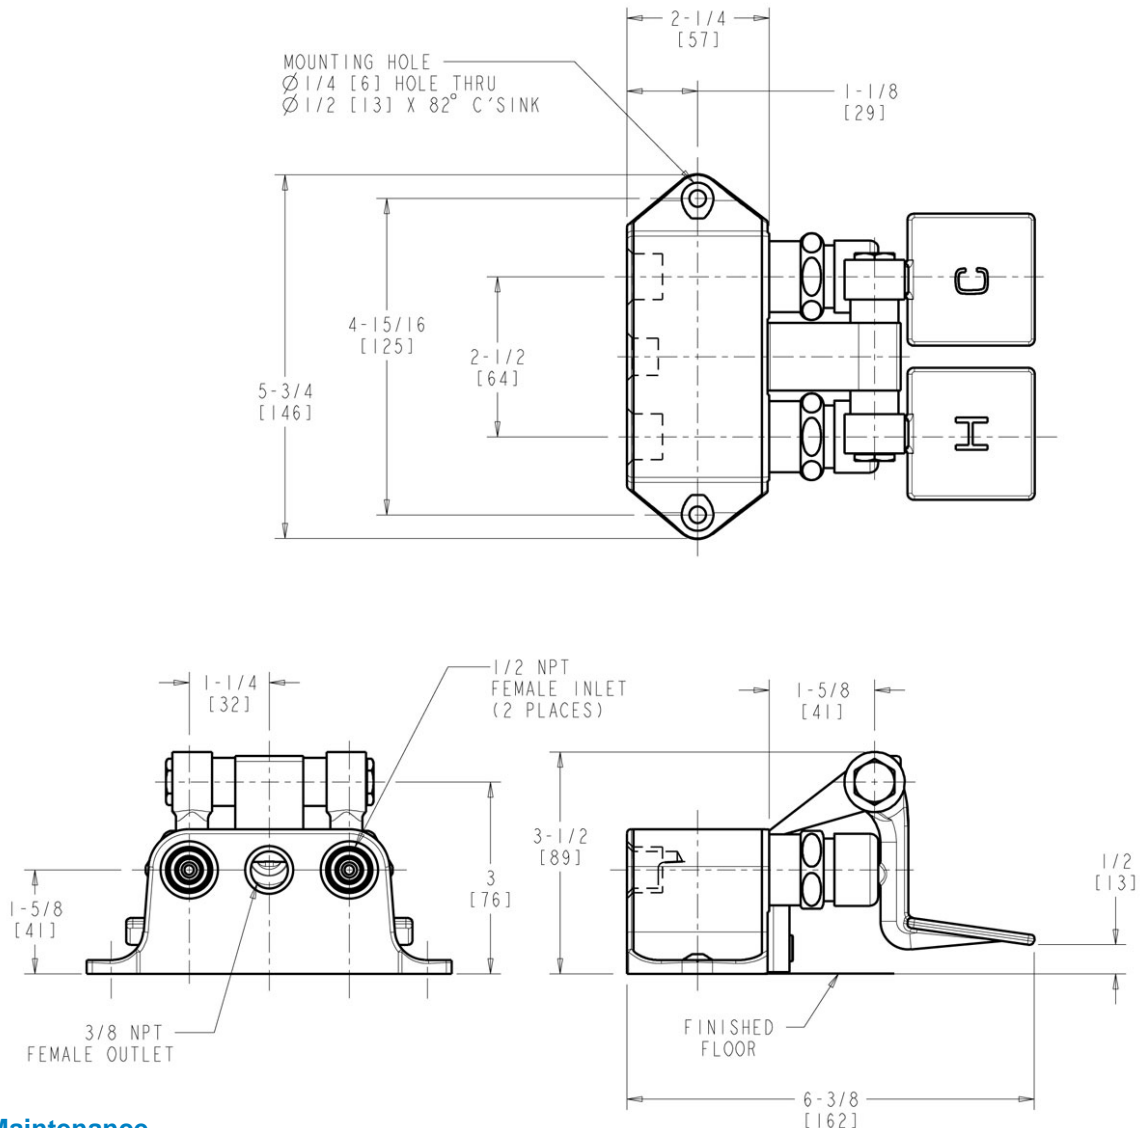 2-1/4
[57]
MOUNTING HOLE
Ø1/4 [6] HOLE THRU
Ø1/2 [13] X 82° C'SINK
1-1/8
[29]
C
4-15/16
[125]
2-1/2
[64]
5-3/4
[146]
H
1-1/4
[32]
1/2 NPT
FEMALE INLET
(2 PLACES)
1-5/8
[41]
3-1/2
[89]
1/2
[13]
3
[76]
1-5/8
[41]
3/8 NPT
FEMALE OUTLET
FINISHED
FLOOR
6-3/8
[162]